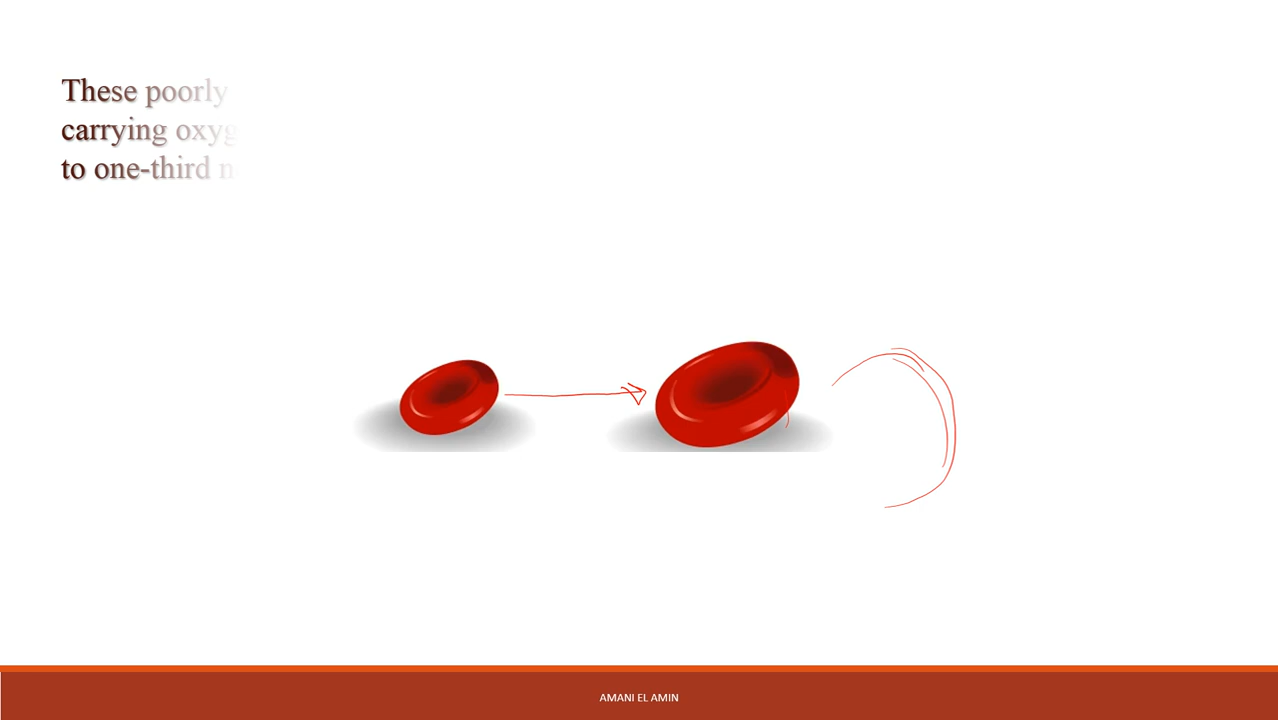 These poorly
carrying oxyg
to one-third
AMANI EL AMIN